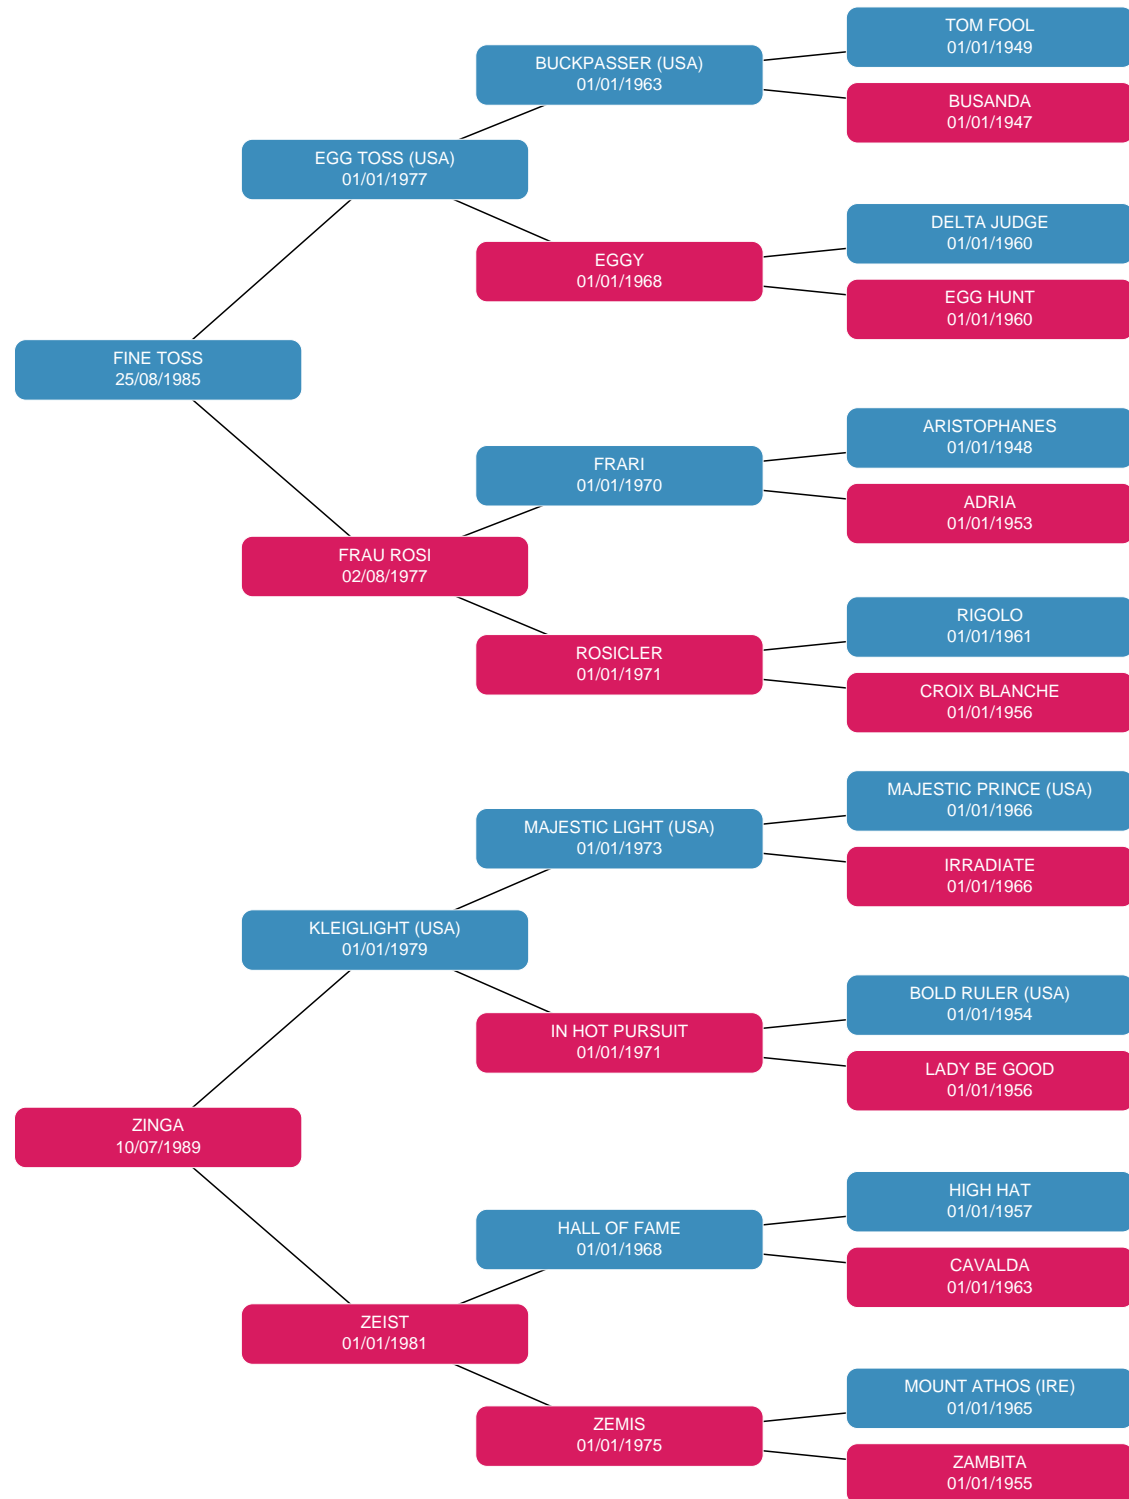 TOM FOOL
01/01/1949
BUCKPASSER (USA)
01/01/1963
BUSANDA
01/01/1947
EGG TOSS (USA)
01/01/1977
DELTA JUDGE
01/01/1960
EGGY
01/01/1968
EGG HUNT
01/01/1960
FINE TOSS
25/08/1985
ARISTOPHANES
01/01/1948
FRARI
01/01/1970
ADRIA
01/01/1953
FRAU ROSI
02/08/1977
RIGOLO
01/01/1961
ROSICLER
01/01/1971
CROIX BLANCHE
01/01/1956
MAJESTIC PRINCE (USA)
01/01/1966
MAJESTIC LIGHT (USA)
01/01/1973
IRRADIATE
01/01/1966
KLEIGLIGHT (USA)
01/01/1979
BOLD RULER (USA)
01/01/1954
IN HOT PURSUIT
01/01/1971
LADY BE GOOD
01/01/1956
ZINGA
10/07/1989
HIGH HAT
01/01/1957
HALL OF FAME
01/01/1968
CAVALDA
01/01/1963
ZEIST
01/01/1981
MOUNT ATHOS (IRE)
01/01/1965
ZEMIS
01/01/1975
ZAMBITA
01/01/1955